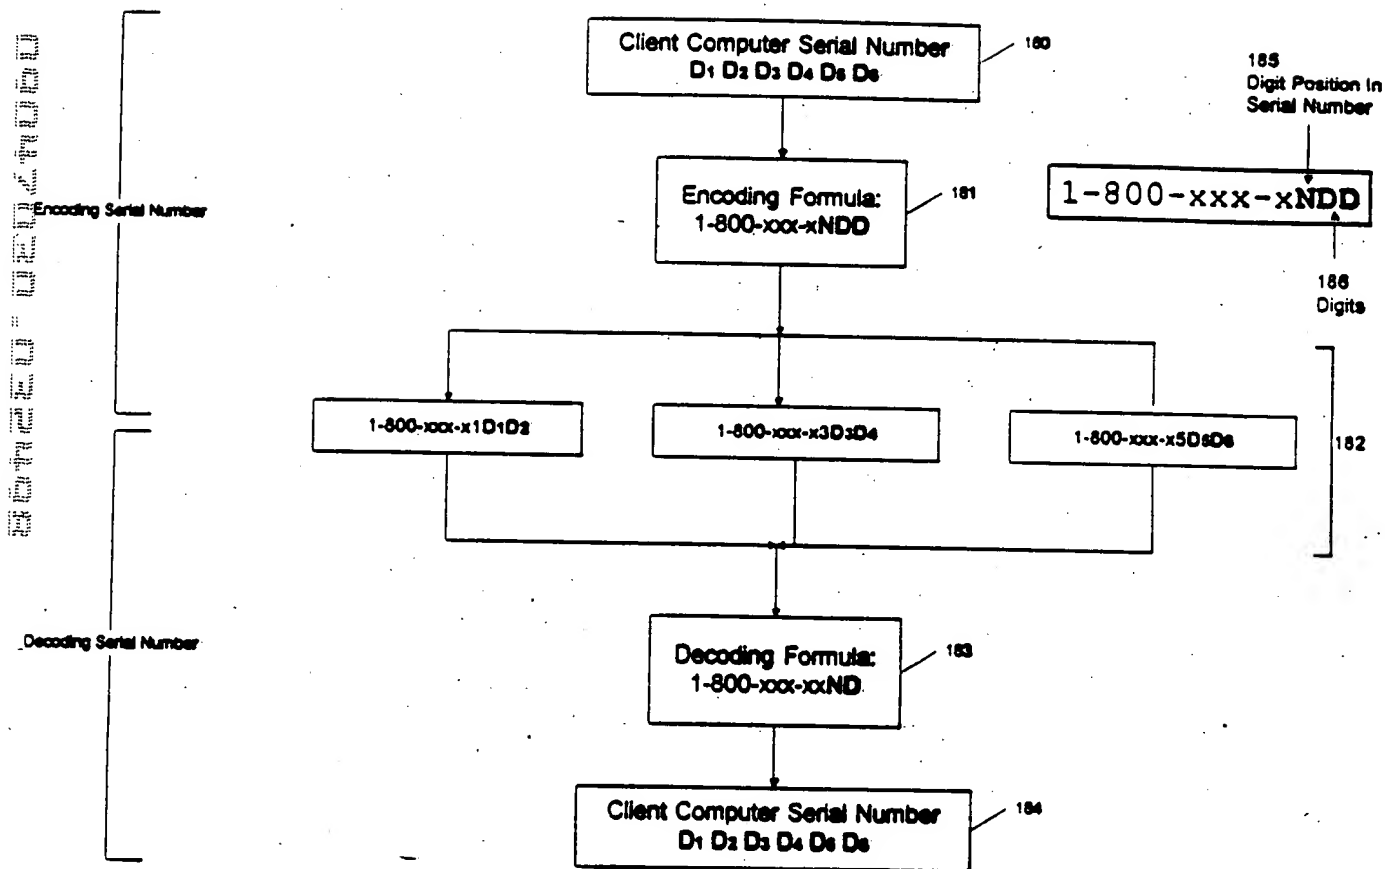 Client Computer Serial Number
D1 D2 D3 D4 D5 D6
180
185
Digit Position In
Serial Number
Encoding Serial Number
Encoding Formula:
1-800-xxx-xNDD
181
1-800-xxx-xNDD
186
Digits
1-800-xxx-x1D1D2
1-800-xxx-x3D3D4
1-800-xxx-x5D5D6
182
Decoding Serial Number
Decoding Formula:
1-800-xxx-xxND
183
Client Computer Serial Number
D1 D2 D3 D4 D5 D6
184